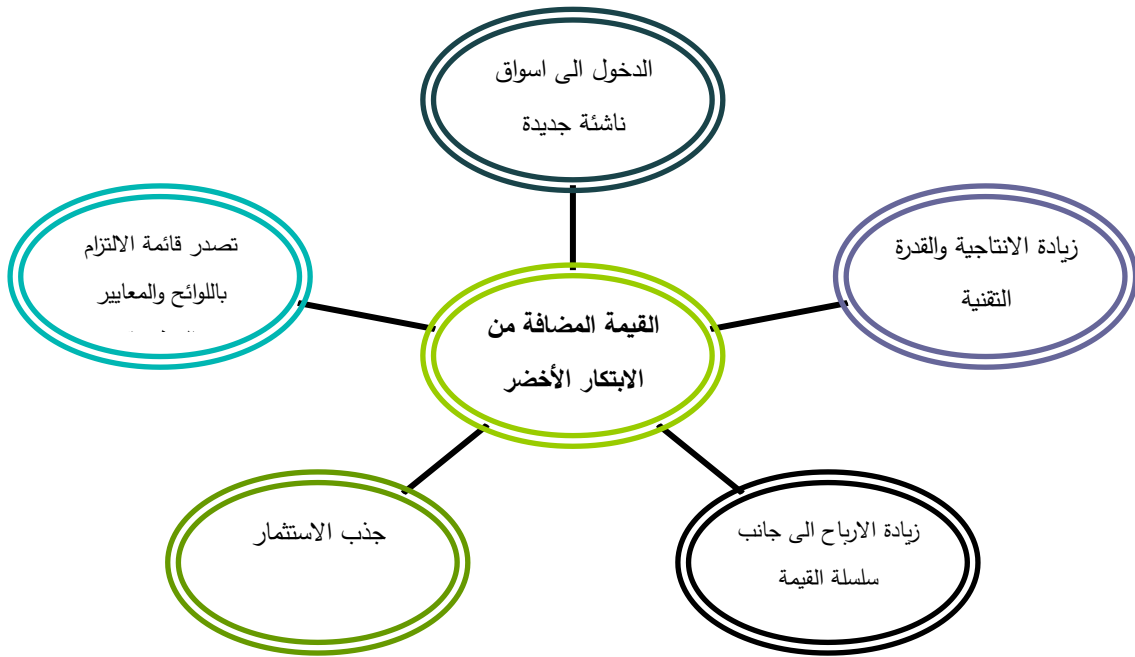 الدخول الى اسواق
ناشئة جديدة
تصدر قائمة الالتزام
باللوائح والمعايير
زيادة الانتاجية والقدرة
التقنية
القيمة المضافة من
الابتكار الأخضر
جذب الاستثمار
زيادة الارباح الى جانب
سلسلة القيمة